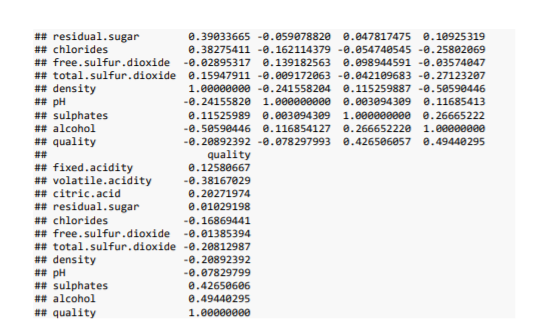 ## residual.sugar        0.39033665 -0.059078820  0.047817475  0.10925319
## chlorides             0.38275411 -0.162114379 -0.054740545 -0.25802069
## free.sulfur.dioxide  -0.02895317  0.139182563  0.098944591 -0.03574047
## total.sulfur.dioxide  0.15947911 -0.009172063 -0.042109683 -0.27123207
## density               1.00000000 -0.241558204  0.115259887 -0.50590446
## pH                   -0.24155820  1.000000000  0.003094309  0.11685413
## sulphates             0.11525989  0.003094309  1.000000000  0.26665222
## alcohol              -0.50590446  0.116854127  0.266652220  1.00000000
## quality              -0.20892392 -0.078297993  0.426506057  0.49440295
##                          quality
## fixed.acidity         0.12580667
## volatile.acidity     -0.38167029
## citric.acid           0.20271974
## residual.sugar        0.01029198
## chlorides            -0.16869441
## free.sulfur.dioxide  -0.01385394
## total.sulfur.dioxide -0.20812987
## density              -0.20892392
## pH                   -0.07829799
## sulphates             0.42650606
## alcohol               0.49440295
## quality               1.00000000